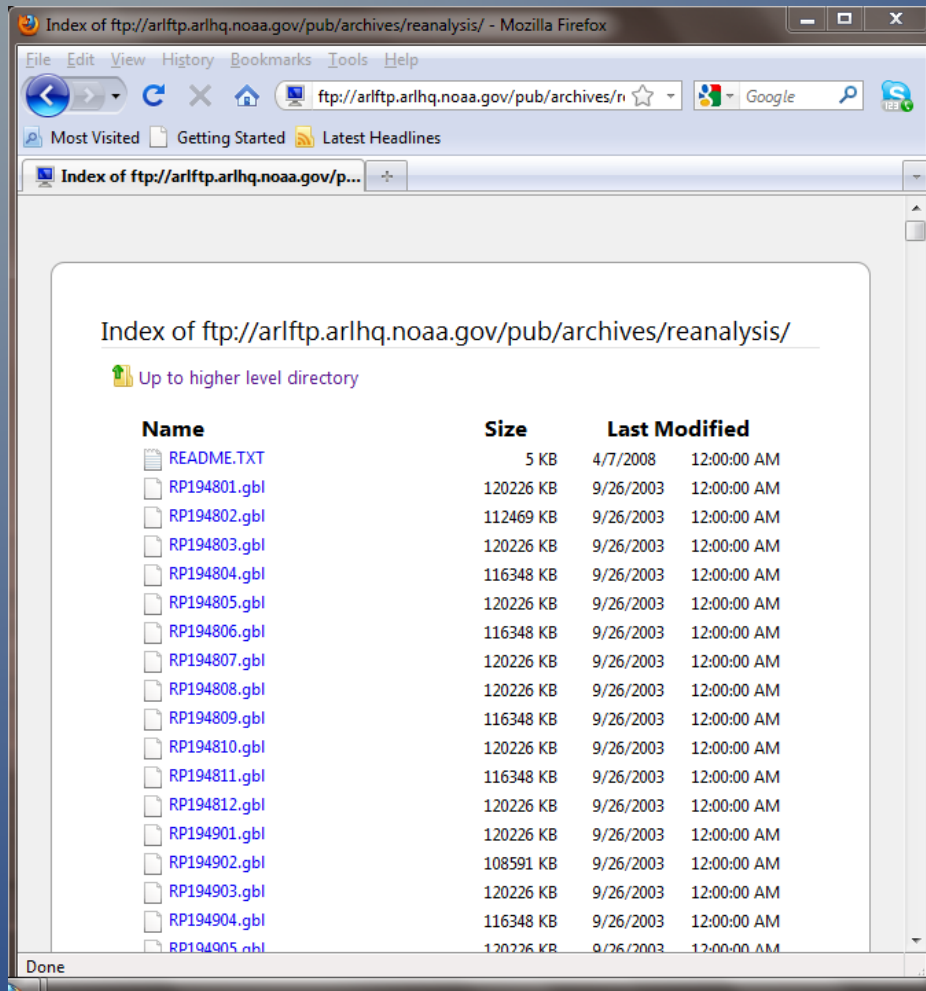 Index of ftp://arlftp.arlhq.noaa.gov/pub/archives/reanalysis/ - Mozilla Firefox
File Edit View History Bookmarks Tools Help
ftp://arlftp.arlhq.noaa.gov/pub/archives/r Google
Most Visited Getting Started Latest Headlines
Index of ftp://arlftp.arlhq.noaa.gov/p...
Index of ftp://arlftp.arlhq.noaa.gov/pub/archives/reanalysis/
Up to higher level directory
Name Size Last Modified
README.TXT 5 KB 4/7/2008 12:00:00 AM
RP194801.gbl 120226 KB 9/26/2003 12:00:00 AM
RP194802.gbl 112469 KB 9/26/2003 12:00:00 AM
RP194803.gbl 120226 KB 9/26/2003 12:00:00 AM
RP194804.gbl 116348 KB 9/26/2003 12:00:00 AM
RP194805.gbl 120226 KB 9/26/2003 12:00:00 AM
RP194806.gbl 116348 KB 9/26/2003 12:00:00 AM
RP194807.gbl 120226 KB 9/26/2003 12:00:00 AM
RP194808.gbl 120226 KB 9/26/2003 12:00:00 AM
RP194809.gbl 116348 KB 9/26/2003 12:00:00 AM
RP194810.gbl 120226 KB 9/26/2003 12:00:00 AM
RP194811.gbl 116348 KB 9/26/2003 12:00:00 AM
RP194812.gbl 120226 KB 9/26/2003 12:00:00 AM
RP194901.gbl 120226 KB 9/26/2003 12:00:00 AM
RP194902.gbl 108591 KB 9/26/2003 12:00:00 AM
RP194903.gbl 120226 KB 9/26/2003 12:00:00 AM
RP194904.gbl 116348 KB 9/26/2003 12:00:00 AM
RP194905.gbl 120226 KB 9/26/2003 12:00:00 AM
Done